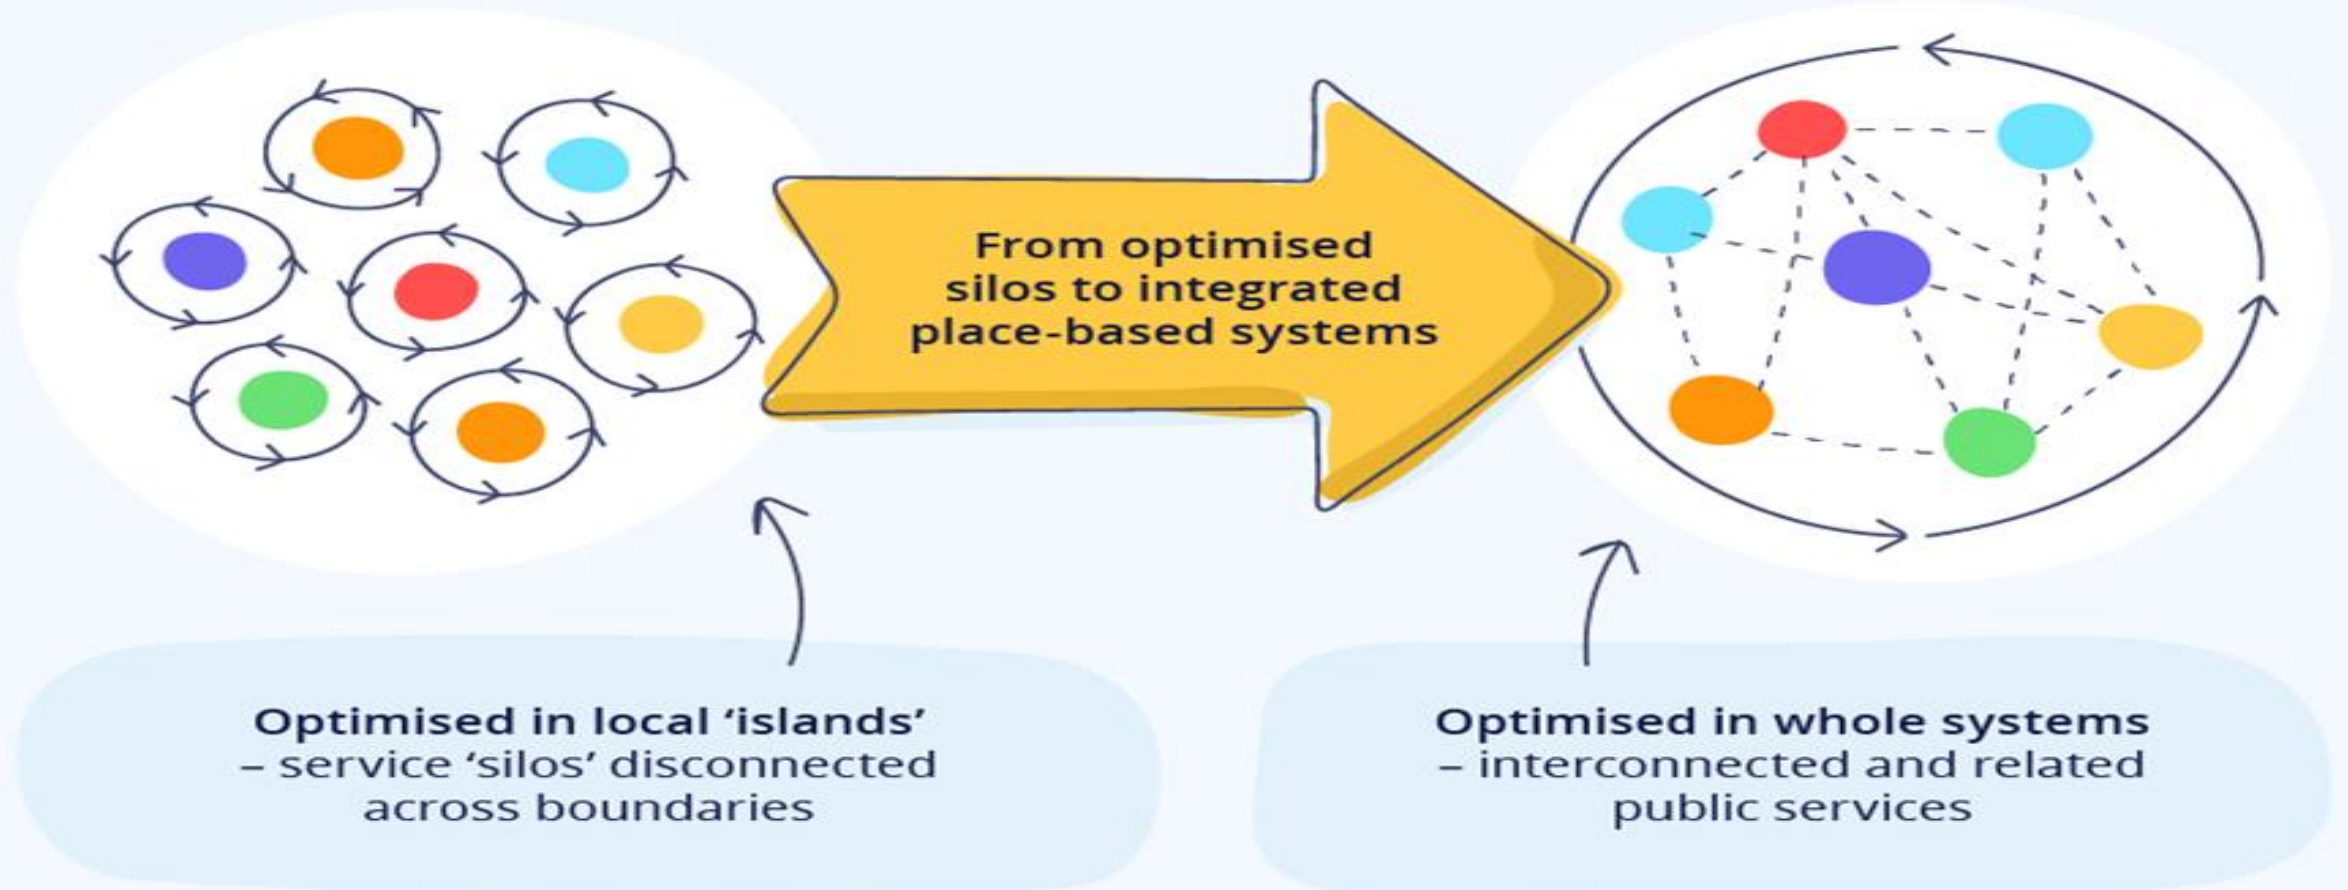 From optimised
silos to integrated
place-based systems
Optimised in local ‘islands’
– service ‘silos’ disconnected
across boundaries
Optimised in whole systems
– interconnected and related
public services